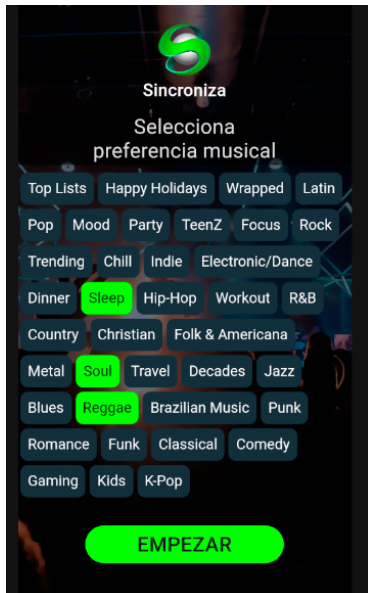 Sincroniza
Selecciona
preferencia musical
Top Lists Happy Holidays Wrapped Latin
Pop Mood Party TeenZ Focus Rock
Trending Chill Indie Electronic/Dance
Dinner Sleep Hip-Hop Workout R&B
Country Christian Folk & Americana
Metal Soul Travel Decades Jazz
Blues Reggae Brazilian Music Punk
Romance Funk Classical Comedy
Gaming Kids K-Pop
EMPEZAR